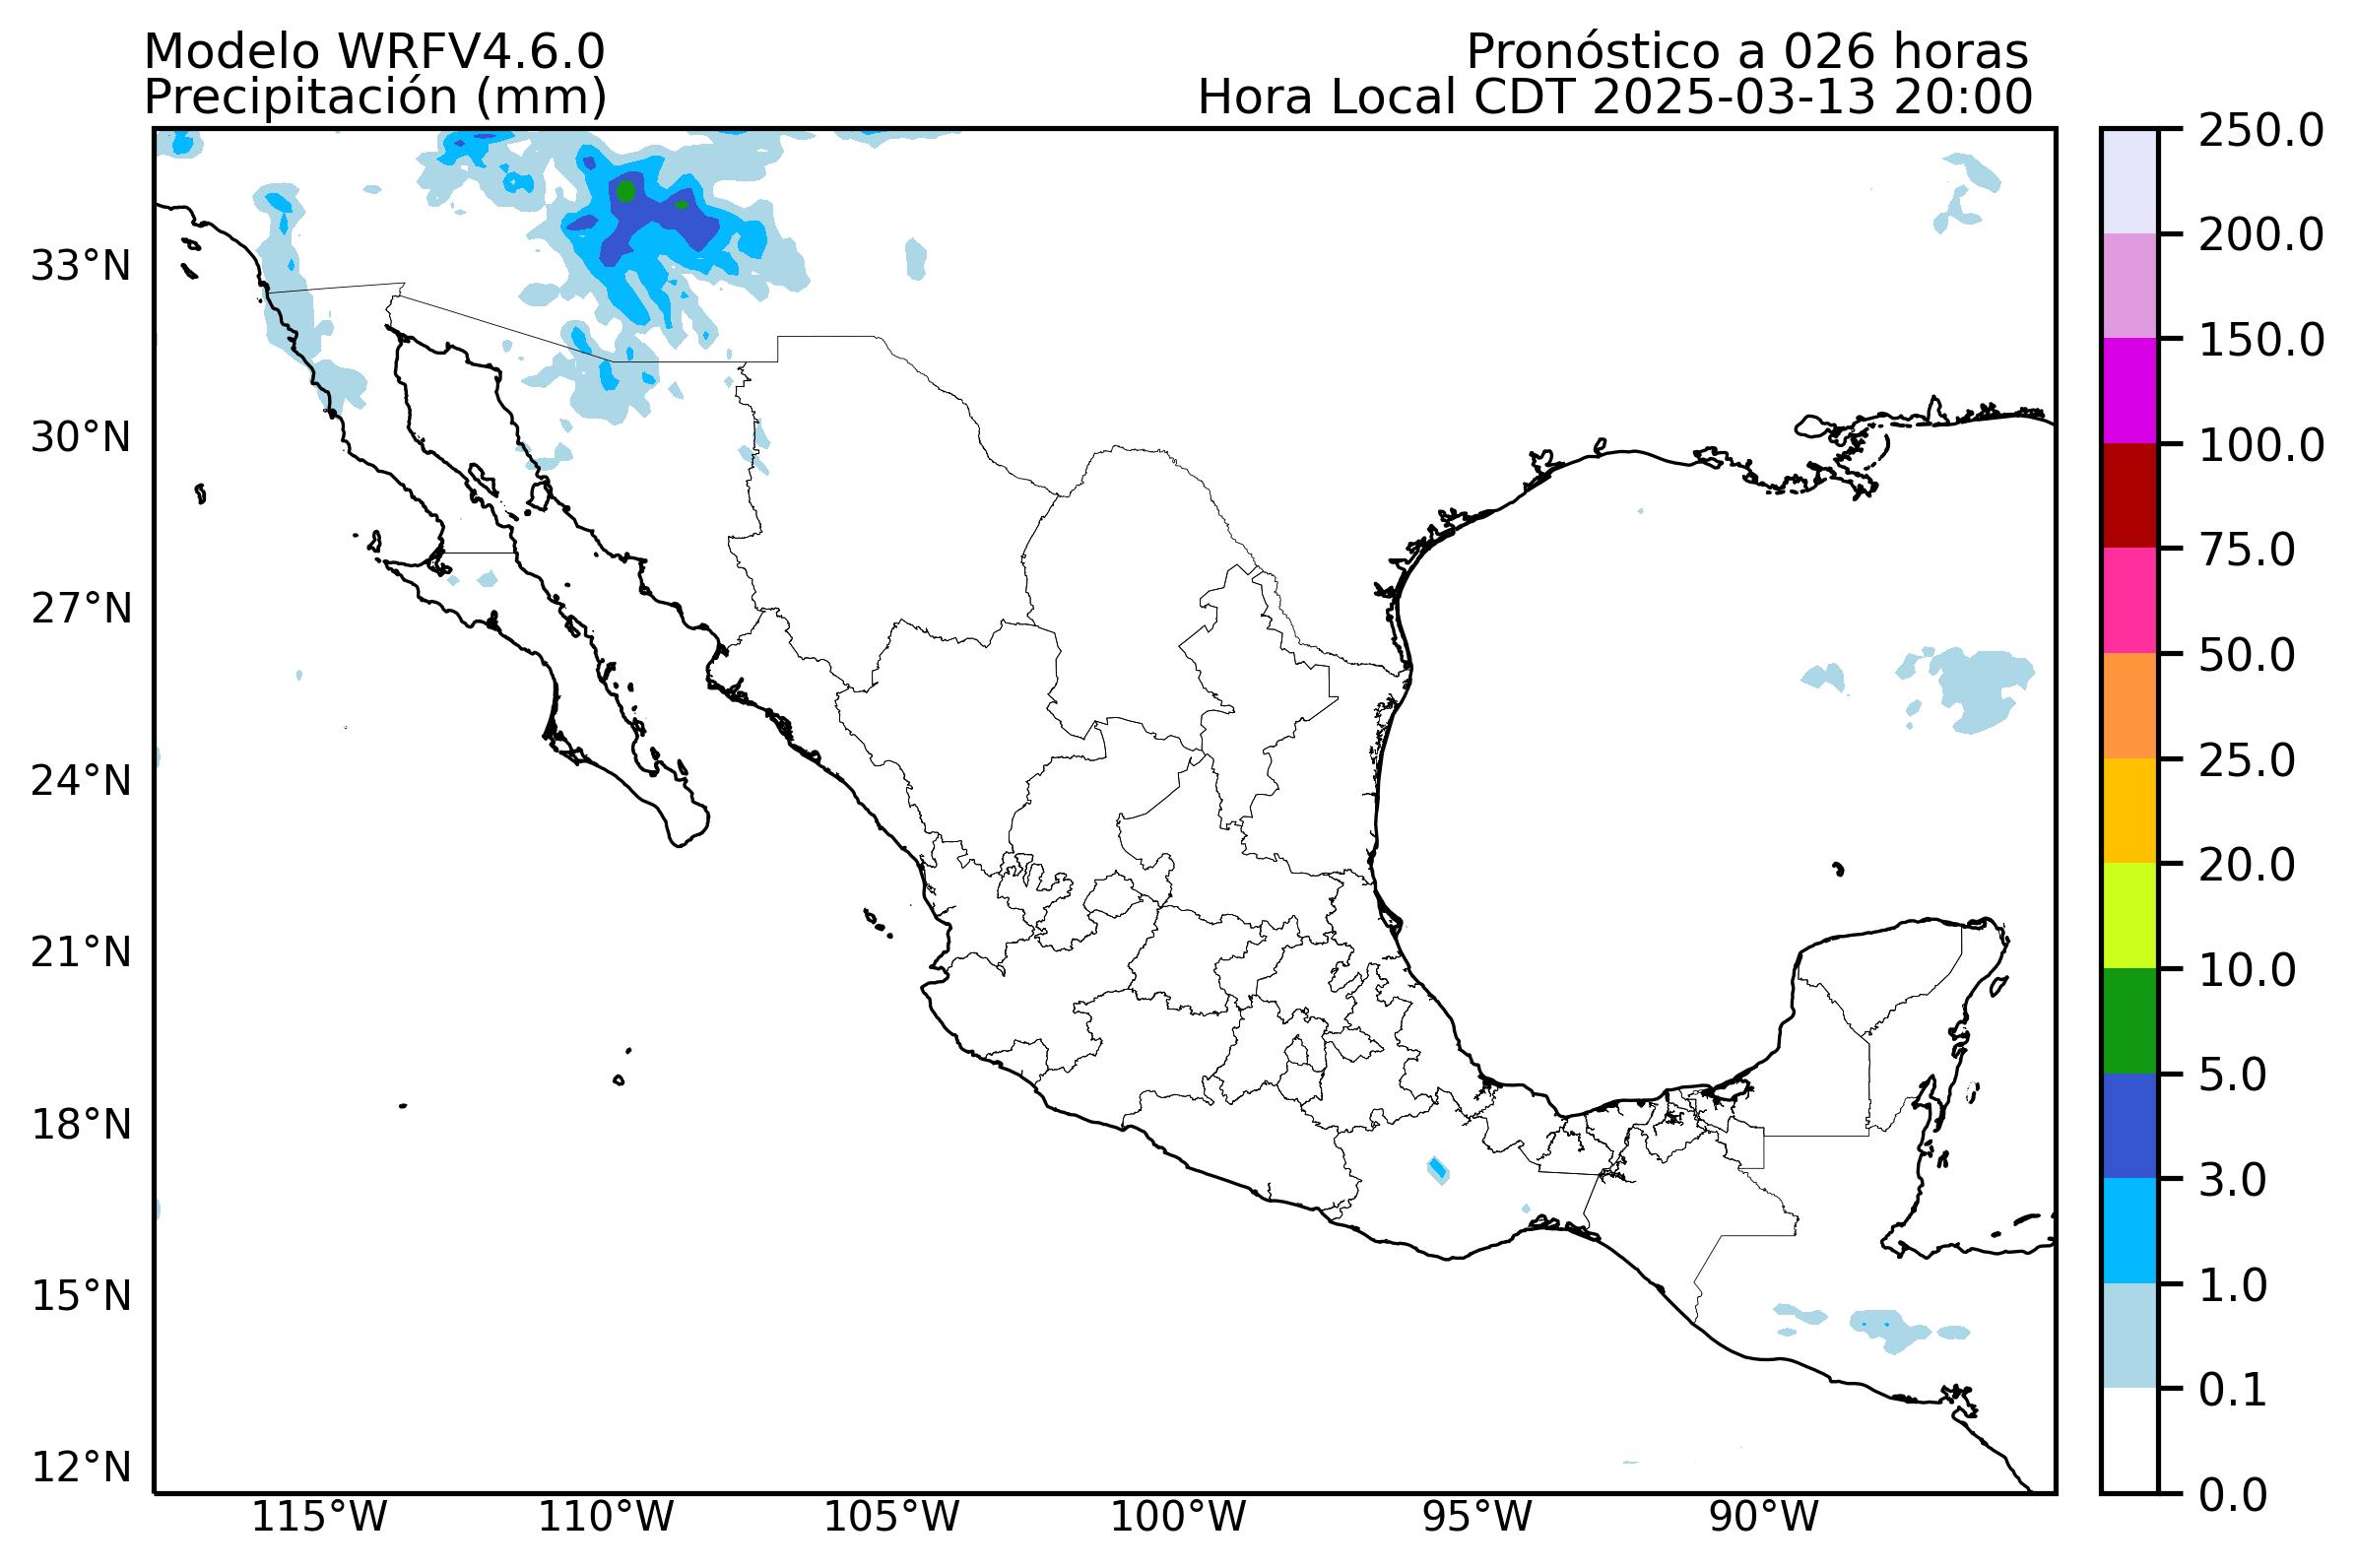 Modelo WRFV4.6.0
Precipitación (mm)
Pronóstico a 026 horas
Hora Local CDT 2025-03-13 20:00
33°N
30°N
27°N
24°N
21°N
18°N
15°N
12°N
115°W
110°W
105°W
100°W
95°W
90°W
250.0
200.0
150.0
100.0
75.0
50.0
25.0
20.0
10.0
5.0
3.0
1.0
0.1
0.0